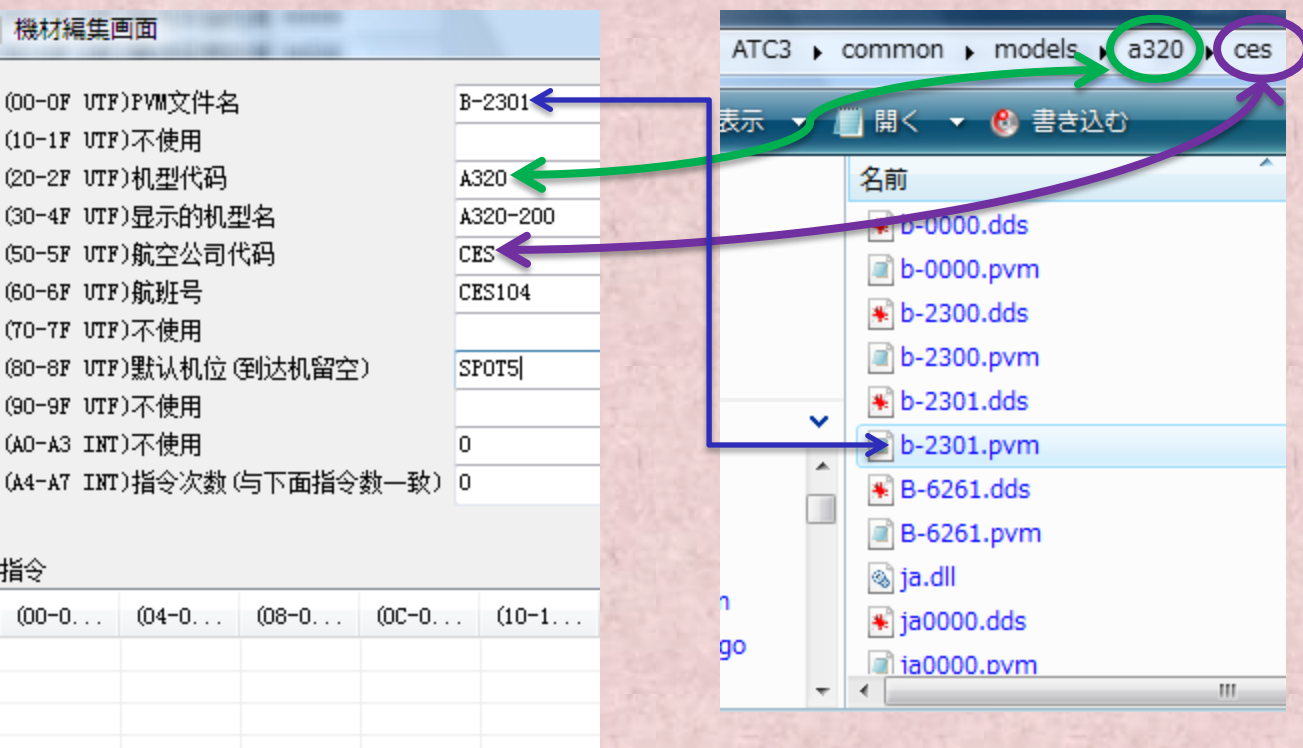 機材編集画面
(00-0F UTF)PVM文件名 B-2301
(10-1F UTF)不使用
(20-2F UTF)机型代码 A320
(30-4F UTF)显示的机型名 A320-200
(50-5F UTF)航空公司代码 CES
(60-6F UTF)航班号 CES104
(70-7F UTF)不使用
(80-8F UTF)默认机位(到达机留空) SPOT5
(90-9F UTF)不使用
(A0-A3 INT)不使用 0
(A4-A7 INT)指令次数(与下面指令数一致) 0
指令
(00-0... (04-0... (08-0... (0C-0... (10-1...
ATC3 common models a320 ces
表示 開く 書き込む
名前
b-0000.dds
b-0000.pvm
b-2300.dds
b-2300.pvm
b-2301.dds
b-2301.pvm
B-6261.dds
B-6261.pvm
ja.dll
ja0000.dds
go
ja0000.pvm